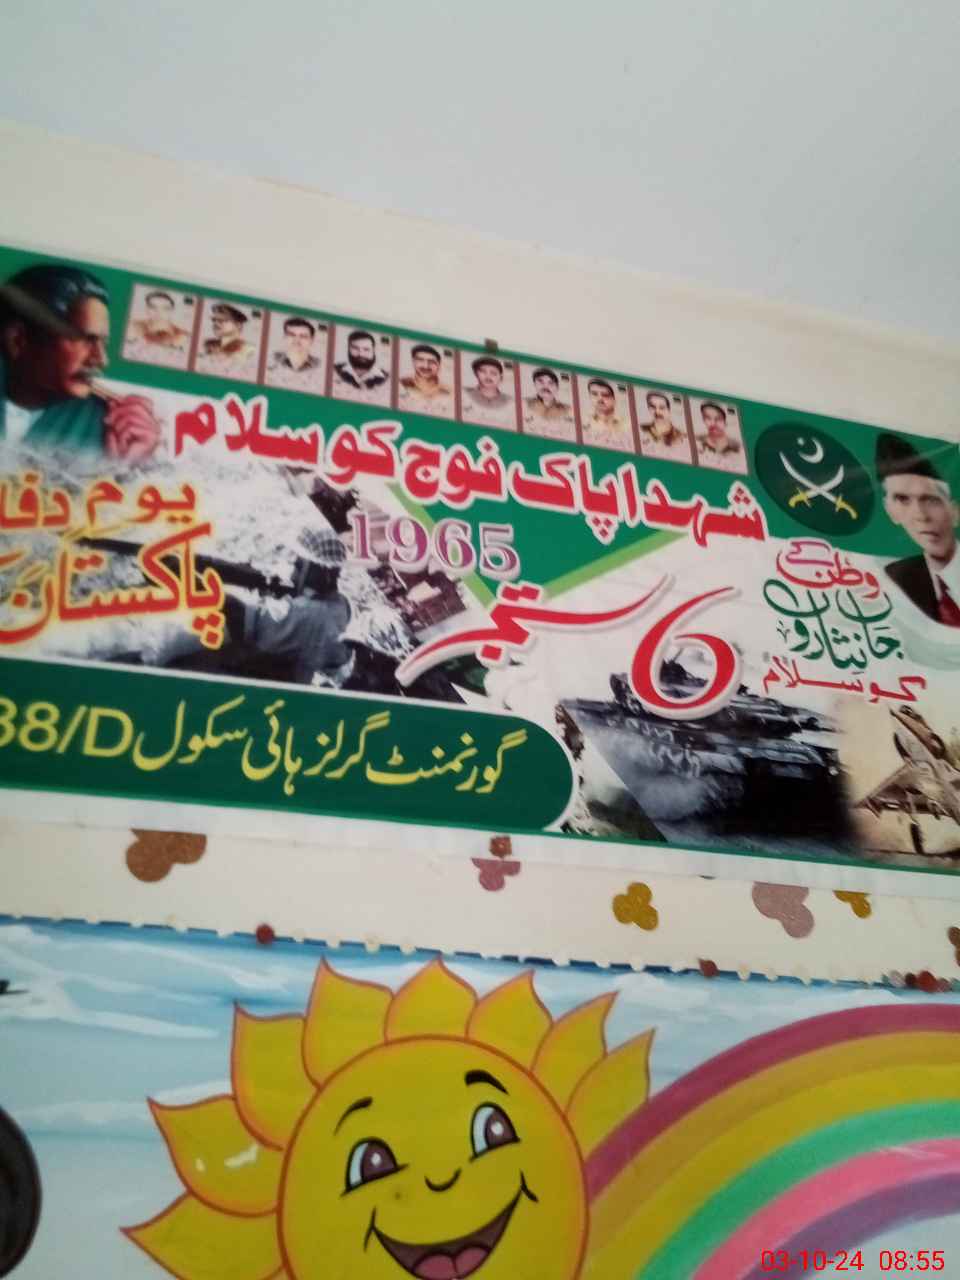 شہدا پاک فوج کو سلام
1965
6 ستمبر
یوم دفا
پاکستان
وطن کے
جانثاروں
کو سلام
گورنمنٹ گرلز ہائی سکول 38/D
03-10-24 08:55